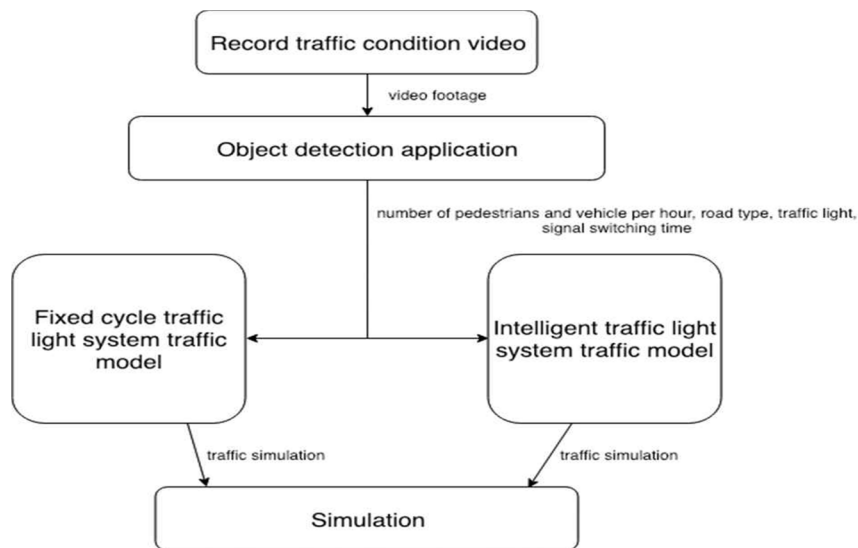 Record traffic condition video
video footage
Object detection application
number of pedestrians and vehicle per hour, road type, traffic light,
signal switching time
Fixed cycle traffic
light system traffic
model
Intelligent traffic light
system traffic model
traffic simulation
traffic simulation
Simulation